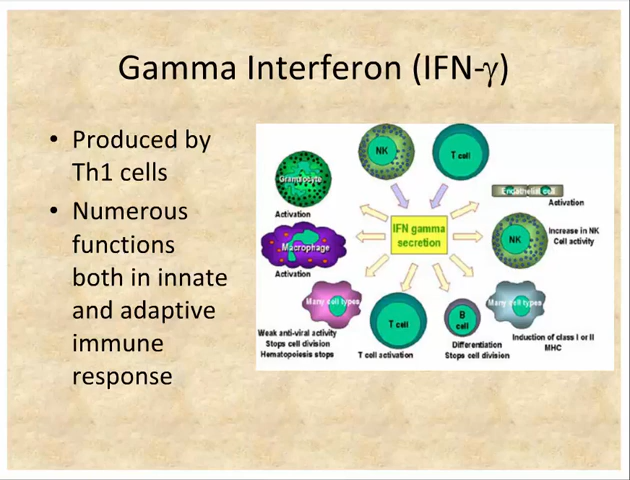 Gamma Interferon (IFN-γ)
• Produced by
Th1 cells
• Numerous
functions
both in innate
and adaptive
immune
response
NK
T cell
Granulocyte
Activation
Endothelial cell
Activation
IFN gamma
secretion
Macrophage
Activation
NK
Increase in NK
Cell activity
Many cell types
Weak anti-viral activity
Stops cell division
Hematopoiesis stops
T cell
T cell activation
B
cell
Differentiation
Stops cell division
Many cell types
Induction of class I or II
MHC